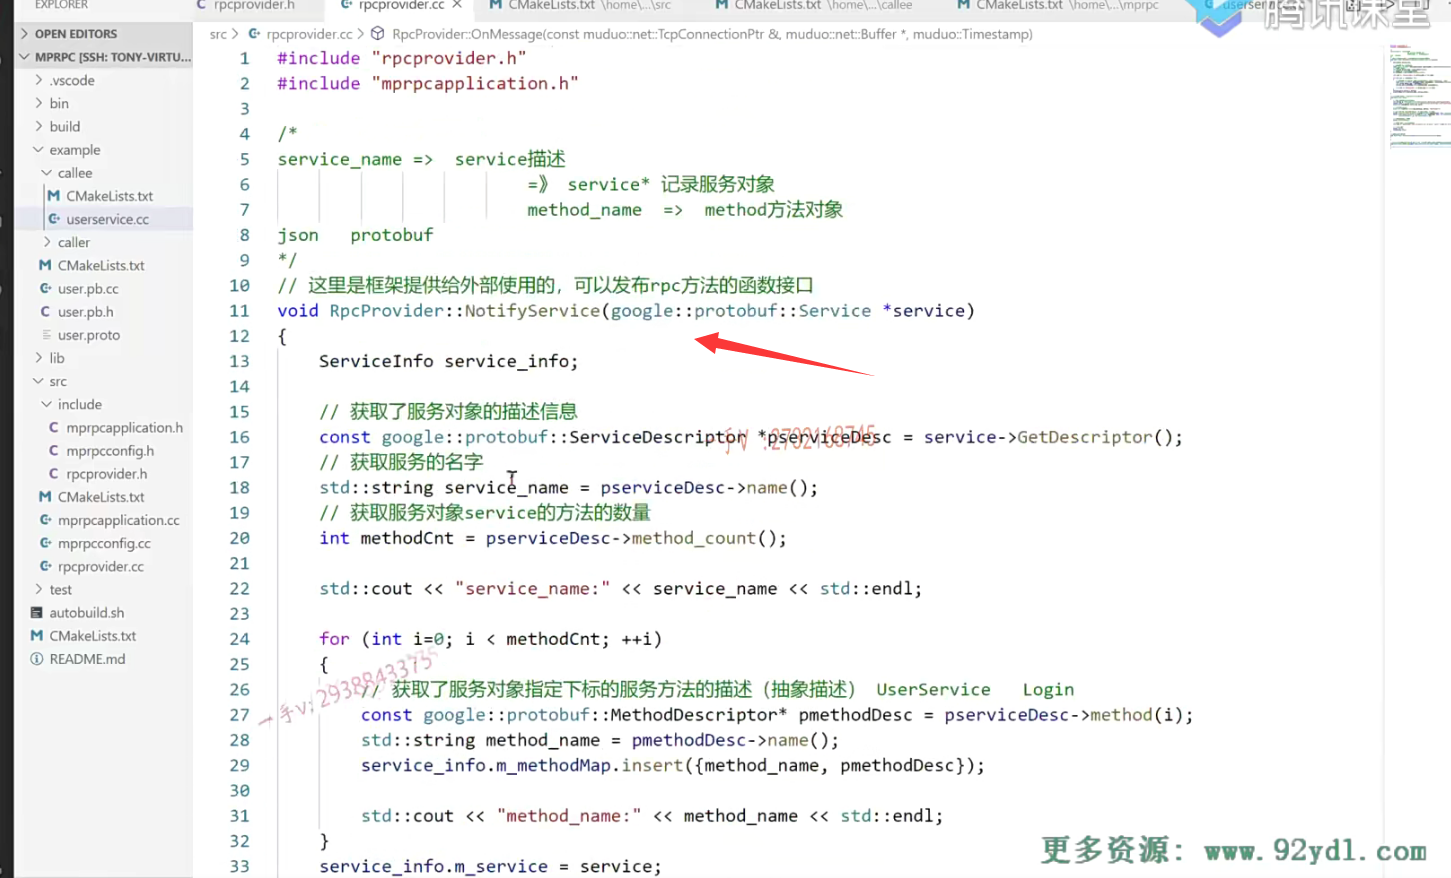 EXPLORER
OPEN EDITORS
MPRPC [SSH: TONY-VIRTU...
.vscode
bin
build
example
callee
CMakeLists.txt
userservice.cc
caller
CMakeLists.txt
user.pb.cc
user.pb.h
user.proto
lib
src
include
mprpcapplication.h
mprpcconfig.h
rpcprovider.h
CMakeLists.txt
mprpcapplication.cc
mprpcconfig.cc
rpcprovider.cc
test
autobuild.sh
CMakeLists.txt
README.md
rpcprovider.h rpcprovider.cc CMakeLists.txt \home\...\src CMakeLists.txt \home\...\callee CMakeLists.txt \home\...\mprpc
腾讯课堂
src > rpcprovider.cc > RpcProvider::OnMessage(const muduo::net::TcpConnectionPtr &, muduo::net::Buffer *, muduo::Timestamp)
1 #include "rpcprovider.h"
2 #include "mprpcapplication.h"
3
4 /*
5 service_name => service描述
6 =》 service* 记录服务对象
7 method_name => method方法对象
8 json protobuf
9 */
10 // 这里是框架提供给外部使用的，可以发布rpc方法的函数接口
11 void RpcProvider::NotifyService(google::protobuf::Service *service)
12 {
13 ServiceInfo service_info;
14
15 // 获取了服务对象的描述信息
16 const google::protobuf::ServiceDescriptor *pserviceDesc = service->GetDescriptor();
17 // 获取服务的名字
18 std::string service_name = pserviceDesc->name();
19 // 获取服务对象service的方法的数量
20 int methodCnt = pserviceDesc->method_count();
21
22 std::cout << "service_name:" << service_name << std::endl;
23
24 for (int i=0; i < methodCnt; ++i)
25 {
26 // 获取了服务对象指定下标的服务方法的描述（抽象描述） UserService Login
27 const google::protobuf::MethodDescriptor* pmethodDesc = pserviceDesc->method(i);
28 std::string method_name = pmethodDesc->name();
29 service_info.m_methodMap.insert({method_name, pmethodDesc});
30
31 std::cout << "method_name:" << method_name << std::endl;
32 }
33 service_info.m_service = service;
一手V;2938843375
更多资源: www.92ydl.com